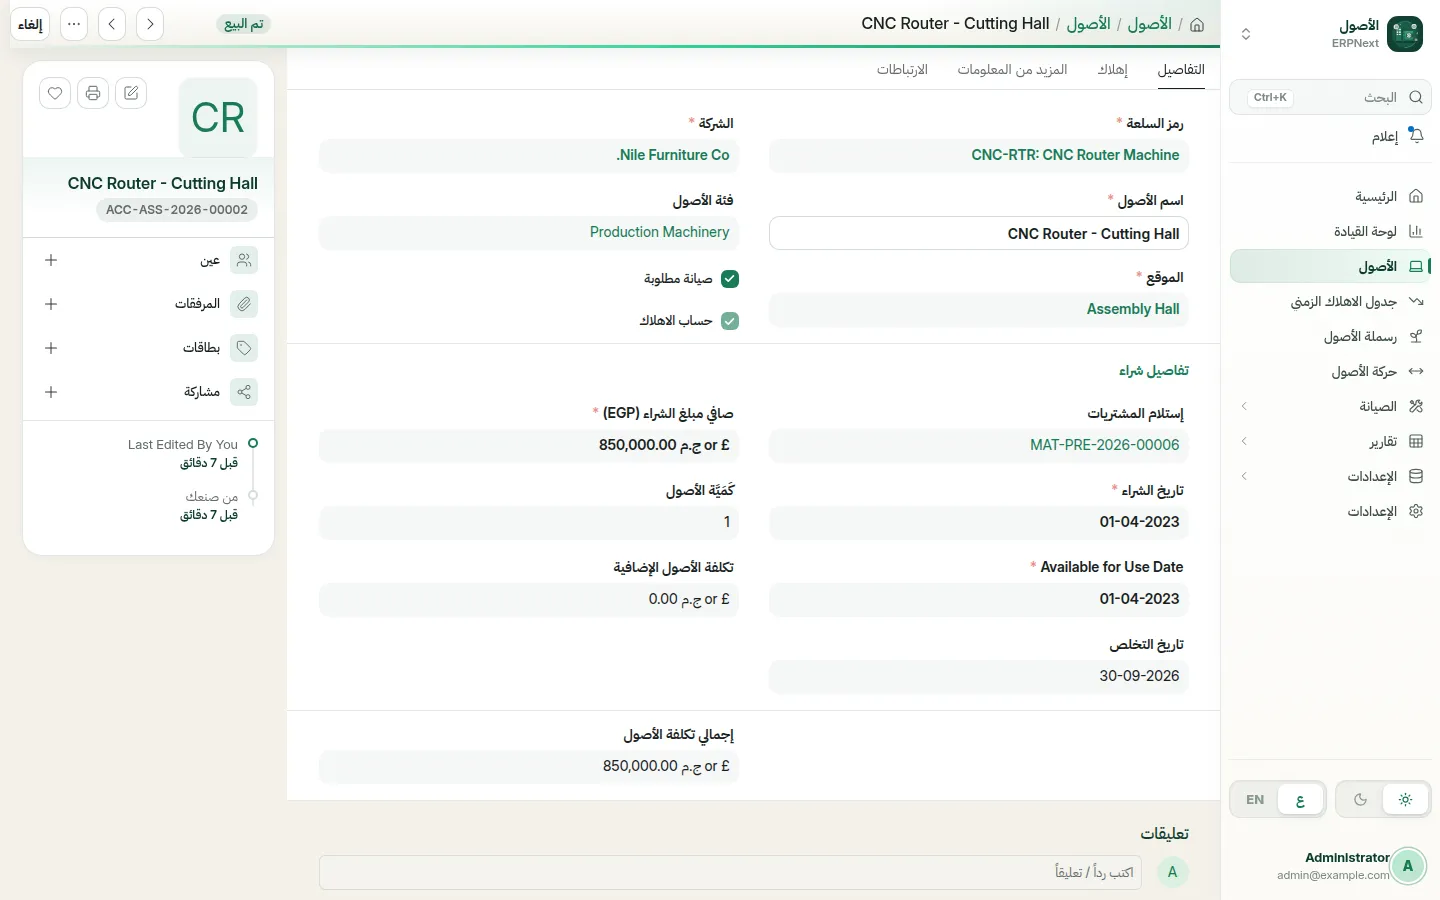 الأصول
ERPNext
البحث
Ctrl+K
إعلام
الرئيسية
لوحة القيادة
الأصول
جدول الاهلاك الزمني
رسملة الأصول
حركة الأصول
الصيانة
تقارير
الإعدادات
الإعدادات
ع
EN
Administrator
admin@example.com
A
الأصول / الأصول / CNC Router - Cutting Hall
تم البيع
إلغاء
التفاصيل
إهلاك
المزيد من المعلومات
الارتباطات
رمز السلعة *
CNC-RTR: CNC Router Machine
اسم الأصول *
CNC Router - Cutting Hall
الموقع *
Assembly Hall
الشركة *
Nile Furniture Co.
فئة الأصول
Production Machinery
صيانة مطلوبة
حساب الاهلاك
تفاصيل شراء
إستلام المشتريات
MAT-PRE-2026-00006
تاريخ الشراء *
01-04-2023
Available for Use Date *
01-04-2023
تاريخ التخلص
30-09-2026
صافي مبلغ الشراء (EGP) *
£ or ج.م 850,000.00
كَمَيَّة الأصول
1
تكلفة الأصول الإضافية
£ or ج.م 0.00
إجمالي تكلفة الأصول
£ or ج.م 850,000.00
تعليقات
A
اكتب رداً / تعليقاً
CR
CNC Router - Cutting Hall
ACC-ASS-2026-00002
عين
المرفقات
بطاقات
مشاركة
Last Edited By You
قبل 7 دقائق
من صنعك
قبل 7 دقائق